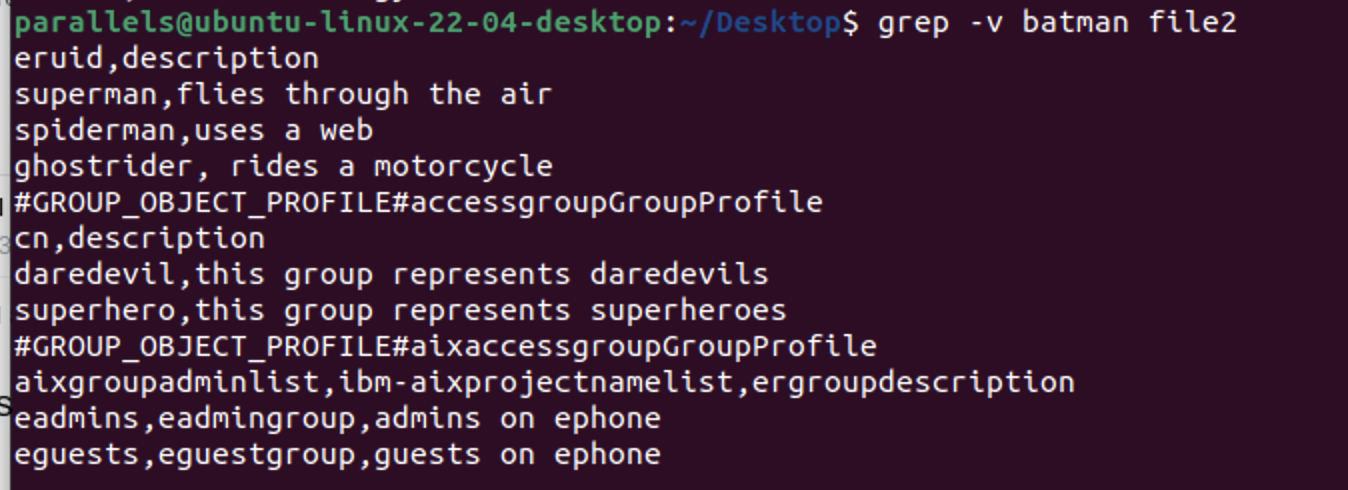 parallels@ubuntu-linux-22-04-desktop:~/Desktop$ grep -v batman file2
eruid,description
superman,flies through the air
spiderman,uses a web
ghostrider, rides a motorcycle
#GROUP_OBJECT_PROFILE#accessgroupGroupProfile
cn,description
daredevil,this group represents daredevils
superhero,this group represents superheroes
#GROUP_OBJECT_PROFILE#aixaccessgroupGroupProfile
aixgroupadminlist,ibm-aixprojectnamelist,ergroupdescription
eadmins,eadmingroup,admins on ephone
eguests,eguestgroup,guests on ephone